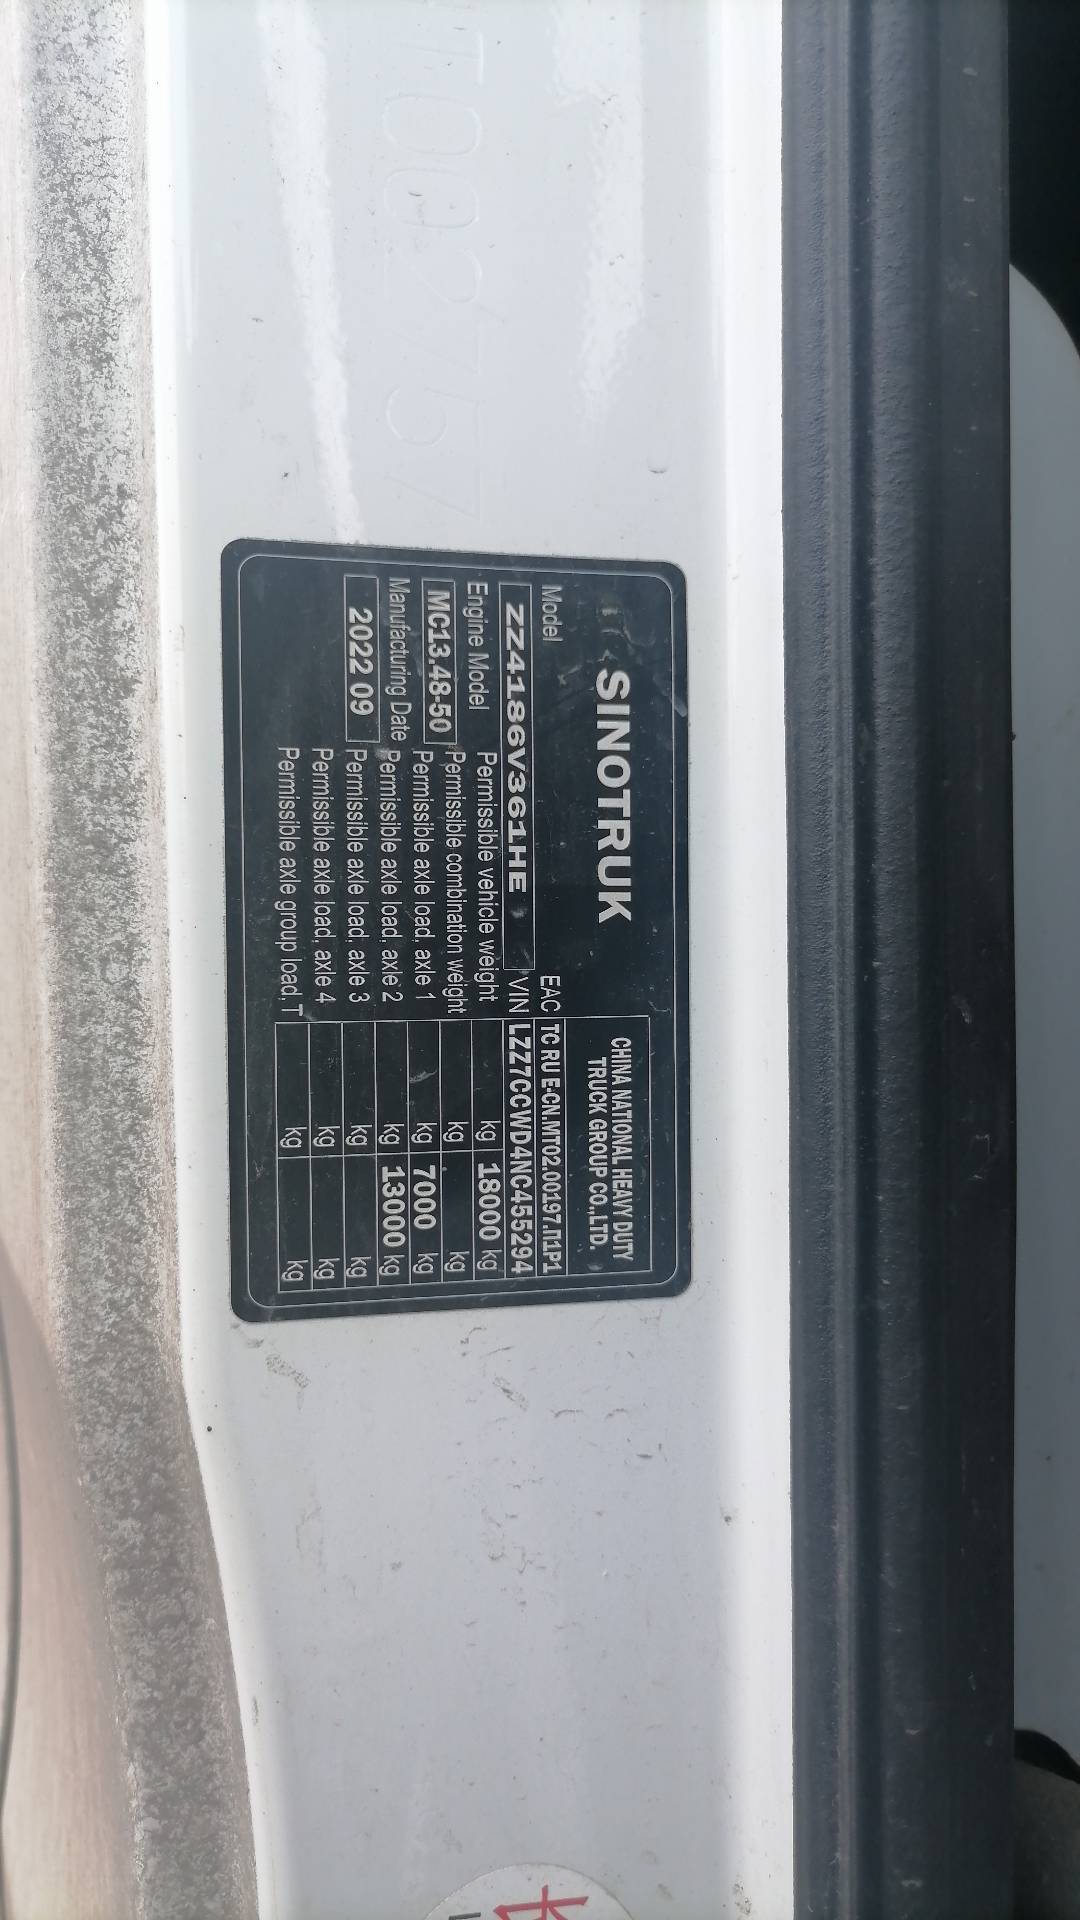 SINOTRUK
CHINA NATIONAL HEAVY DUTY
TRUCK GROUP CO.,LTD.
Model
EAC TC RU E-CN.MT02.00197.П1P1
ZZ4186V361HE
VIN LZZ7CCWD4NC455294
Engine Model
Permissible vehicle weight kg 18000 kg
MC13.48-50
Permissible combination weight kg kg
Permissible axle load, axle 1 kg 7000 kg
Manufacturing Date
Permissible axle load, axle 2 kg 13000 kg
2022 09
Permissible axle load, axle 3 kg kg
Permissible axle load, axle 4 kg kg
Permissible axle group load, T kg kg